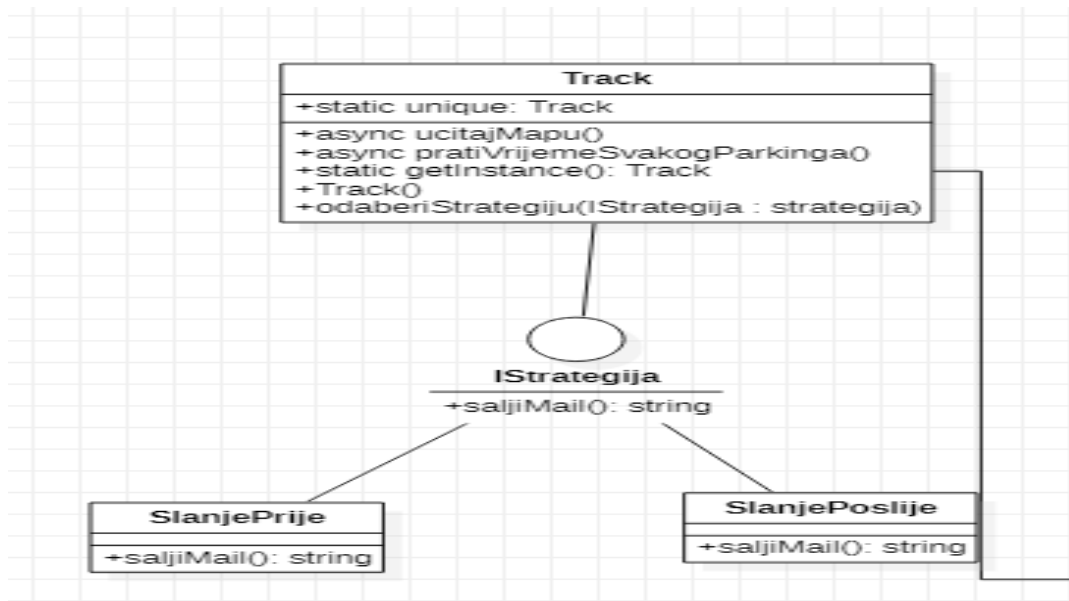 Track
+static unique: Track
+async ucitajMapu()
+async pratiVrijemeSvakogParkinga()
+static getInstance(): Track
+Track()
+odaberiStrategiju(IStrategija : strategija)
IStrategija
+saljiMail(): string
SlanjePrije
+saljiMail(): string
SlanjePoslije
+saljiMail(): string